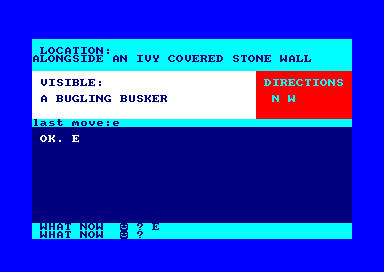 LOCATION:
ALONGSIDE AN IVY COVERED STONE WALL
VISIBLE:
A BUGLING BUSKER
DIRECTIONS
N W
last move:e
OK. E
WHAT NOW ? E
WHAT NOW ?